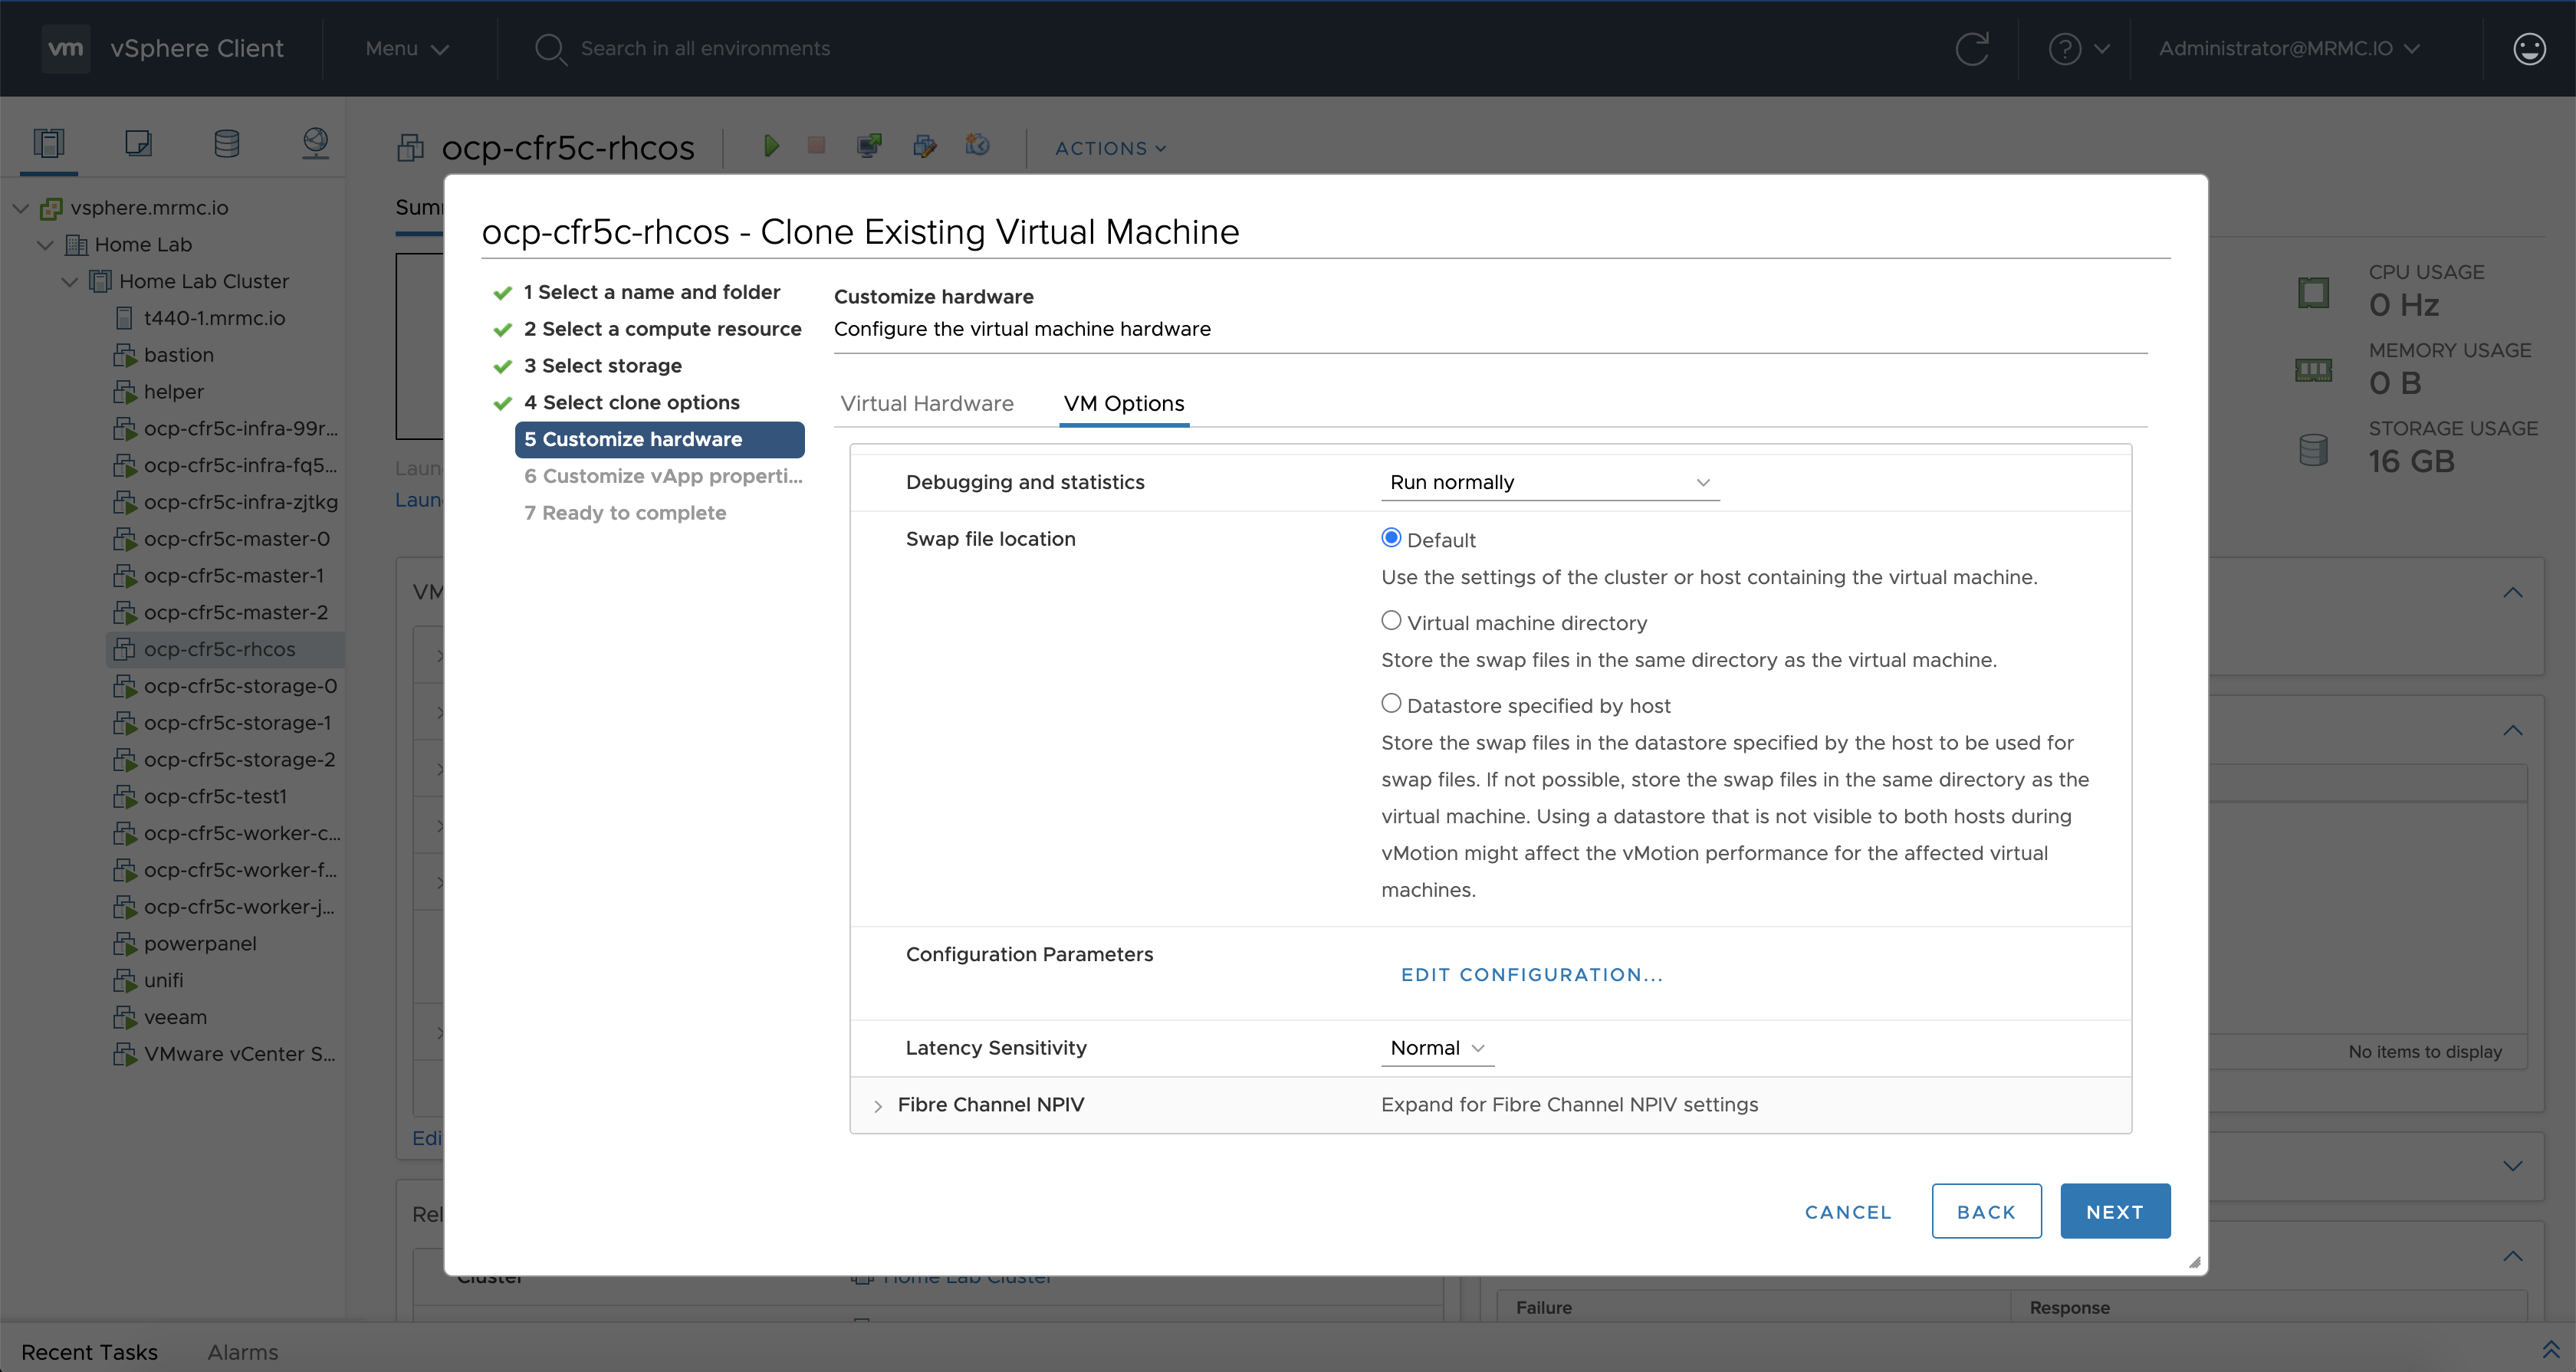 vm vSphere Client Menu Search in all environments Administrator@MRMC.IO
ocp-cfr5c-rhcos ACTIONS
vsphere.mrmc.io
Home Lab
Home Lab Cluster
t440-1.mrmc.io
bastion
helper
ocp-cfr5c-infra-99r...
ocp-cfr5c-infra-fq5...
ocp-cfr5c-infra-zjtkg
ocp-cfr5c-master-0
ocp-cfr5c-master-1
ocp-cfr5c-master-2
ocp-cfr5c-rhcos
ocp-cfr5c-storage-0
ocp-cfr5c-storage-1
ocp-cfr5c-storage-2
ocp-cfr5c-test1
ocp-cfr5c-worker-c...
ocp-cfr5c-worker-f...
ocp-cfr5c-worker-j...
powerpanel
unifi
veeam
VMware vCenter S...
ocp-cfr5c-rhcos - Clone Existing Virtual Machine
1 Select a name and folder
2 Select a compute resource
3 Select storage
4 Select clone options
5 Customize hardware
6 Customize vApp properti...
7 Ready to complete
Customize hardware
Configure the virtual machine hardware
Virtual Hardware VM Options
Debugging and statistics Run normally
Swap file location Default
Use the settings of the cluster or host containing the virtual machine.
Virtual machine directory
Store the swap files in the same directory as the virtual machine.
Datastore specified by host
Store the swap files in the datastore specified by the host to be used for
swap files. If not possible, store the swap files in the same directory as the
virtual machine. Using a datastore that is not visible to both hosts during
vMotion might affect the vMotion performance for the affected virtual
machines.
Configuration Parameters
EDIT CONFIGURATION...
Latency Sensitivity Normal
Fibre Channel NPIV Expand for Fibre Channel NPIV settings
CANCEL BACK NEXT
CPU USAGE
0 Hz
MEMORY USAGE
0 B
STORAGE USAGE
16 GB
No items to display
Cluster Home Lab Cluster
Failure Response
Recent Tasks Alarms